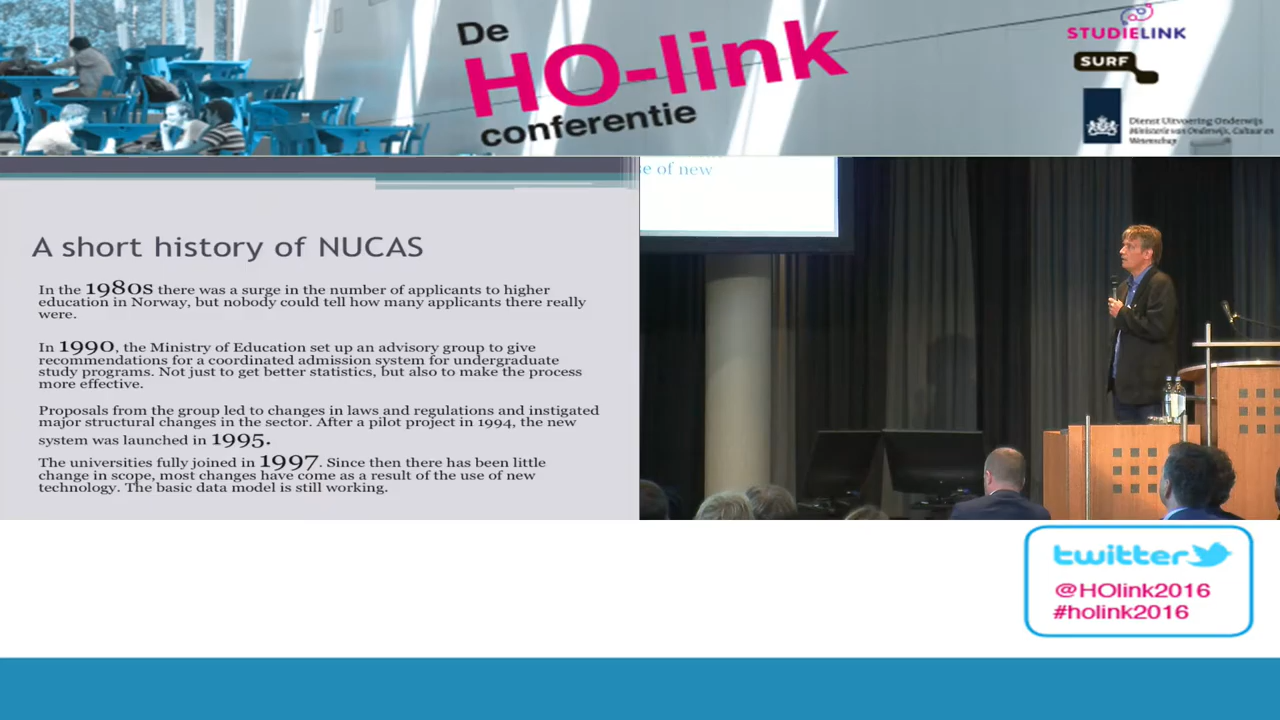 De
HO-link
conferentie
STUDIELINK
SURF
Dienst Uitvoering Onderwijs
Ministerie van Onderwijs, Cultuur en
Wetenschap
A short history of NUCAS
In the 1980s there was a surge in the number of applicants to higher
education in Norway, but nobody could tell how many applicants there really
were.
In 1990, the Ministry of Education set up an advisory group to give
recommendations for a coordinated admission system for undergraduate
study programs. Not just to get better statistics, but also to make the process
more effective.
Proposals from the group led to changes in laws and regulations and instigated
major structural changes in the sector. After a pilot project in 1994, the new
system was launched in 1995.
The universities fully joined in 1997. Since then there has been little
change in scope, most changes have come as a result of the use of new
technology. The basic data model is still working.
e of new
twitter
@HOlink2016
#holink2016